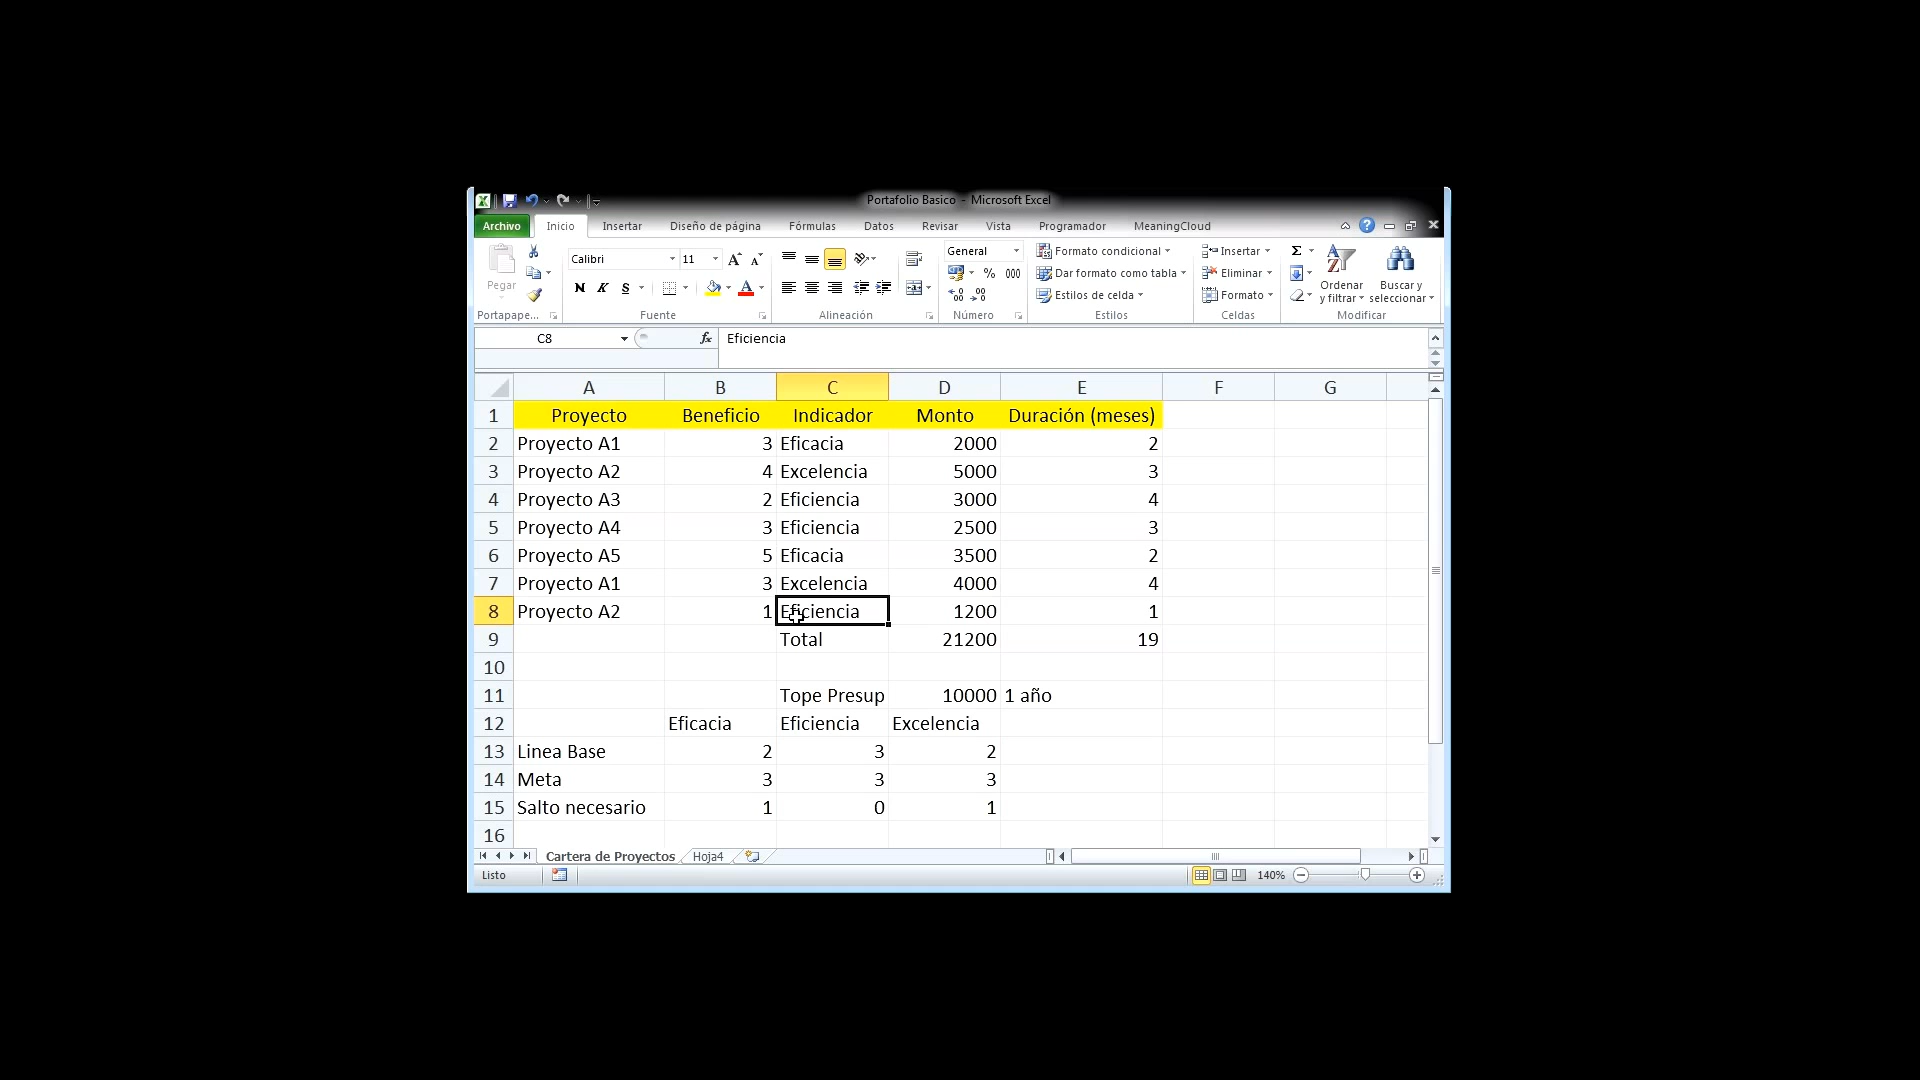 Portafolio Basico - Microsoft Excel
Archivo Inicio Insertar Diseño de página Fórmulas Datos Revisar Vista Programador MeaningCloud
Calibri 11 General Formato condicional Insertar
Σ
% 000 Dar formato como tabla Eliminar
Pegar N K S A Estilos de celda Formato Ordenar y filtrar Buscar y seleccionar
Portapape... Fuente Alineación Número Estilos Celdas Modificar
C8 fx Eficiencia
A B C D E F G
1 Proyecto Beneficio Indicador Monto Duración (meses)
2 Proyecto A1 3 Eficacia 2000 2
3 Proyecto A2 4 Excelencia 5000 3
4 Proyecto A3 2 Eficiencia 3000 4
5 Proyecto A4 3 Eficiencia 2500 3
6 Proyecto A5 5 Eficacia 3500 2
7 Proyecto A1 3 Excelencia 4000 4
8 Proyecto A2 1 Eficiencia 1200 1
9 Total 21200 19
10
11 Tope Presup 10000 1 año
12 Eficacia Eficiencia Excelencia
13 Linea Base 2 3 2
14 Meta 3 3 3
15 Salto necesario 1 0 1
16
Cartera de Proyectos Hoja4
Listo 140%